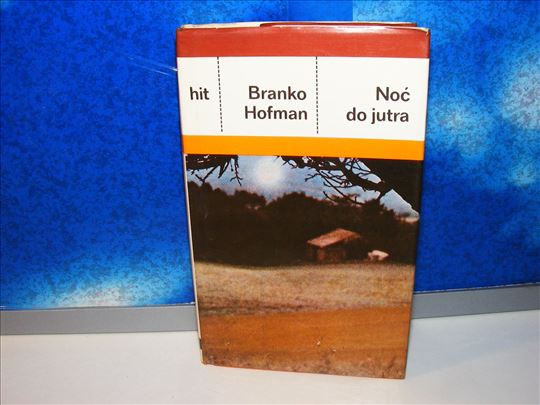 hit
Branko
Hofman
Noć
do jutra